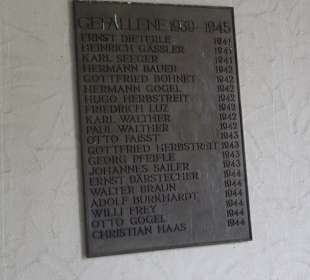 GEFALLENE 1939-1945
ERNST DIETERLE 1941
HEINRICH GASSLER 1941
KARL SEEGER 1941
HERMANN BAUER 1942
GOTTFRIED BOHNET 1942
HERMANN GOGEL 1942
HUGO HERBSTREIT 1942
FRIEDRICH LUZ 1942
KARL WALTHER 1942
PAUL WALTHER 1942
OTTO FAISST 1943
GOTTFRIED HERBSTREIT 1943
GEORG PFEIFLE 1943
JOHANNES SAILER 1943
ERNST BÄRSTECHER 1944
WALTER BRAUN 1944
ADOLF BURKHARDT 1944
WILLI FREY 1944
OTTO GOGEL 1944
CHRISTIAN HAAS 1944